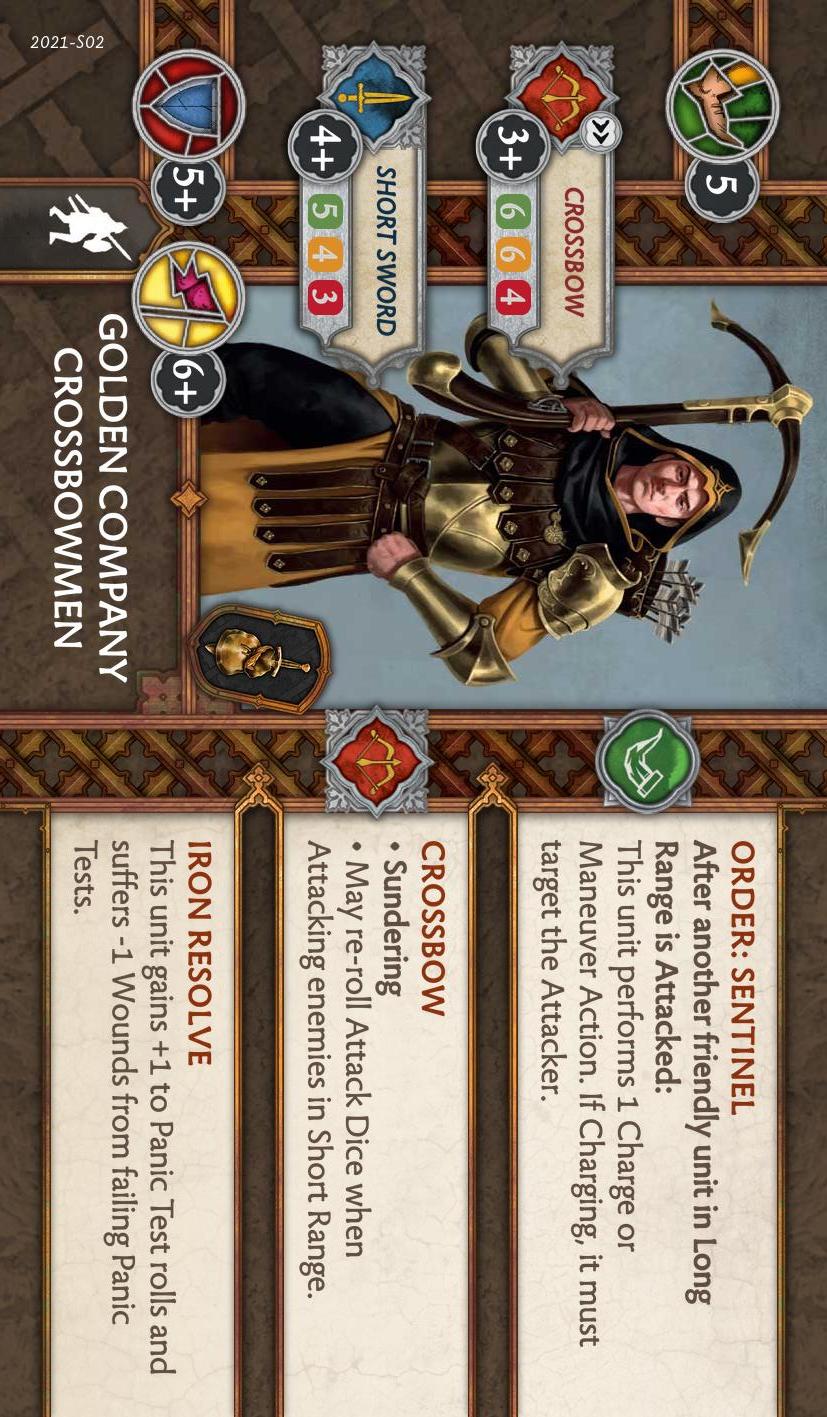 5
CROSSBOW
3+
6 6 4
SHORT SWORD
4+
5 4 3
5+
6+
GOLDEN COMPANY
CROSSBOWMEN
ORDER: SENTINEL
After another friendly unit in Long
Range is Attacked:
This unit performs 1 Charge or
Maneuver Action. If Charging, it must
target the Attacker.
CROSSBOW
• Sundering
• May re-roll Attack Dice when
Attacking enemies in Short Range.
IRON RESOLVE
This unit gains +1 to Panic Test rolls and
suffers -1 Wounds from failing Panic
Tests.
2021-S02